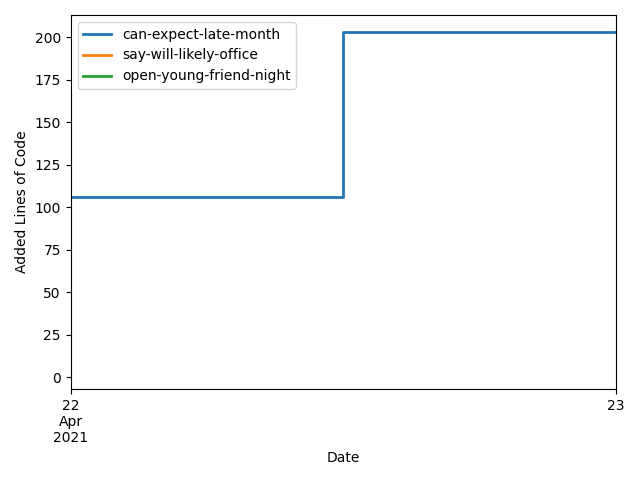 can-expect-late-month
say-will-likely-office
open-young-friend-night
Added Lines of Code
200
175
150
125
100
75
50
25
0
22
Apr
2021
23
Date